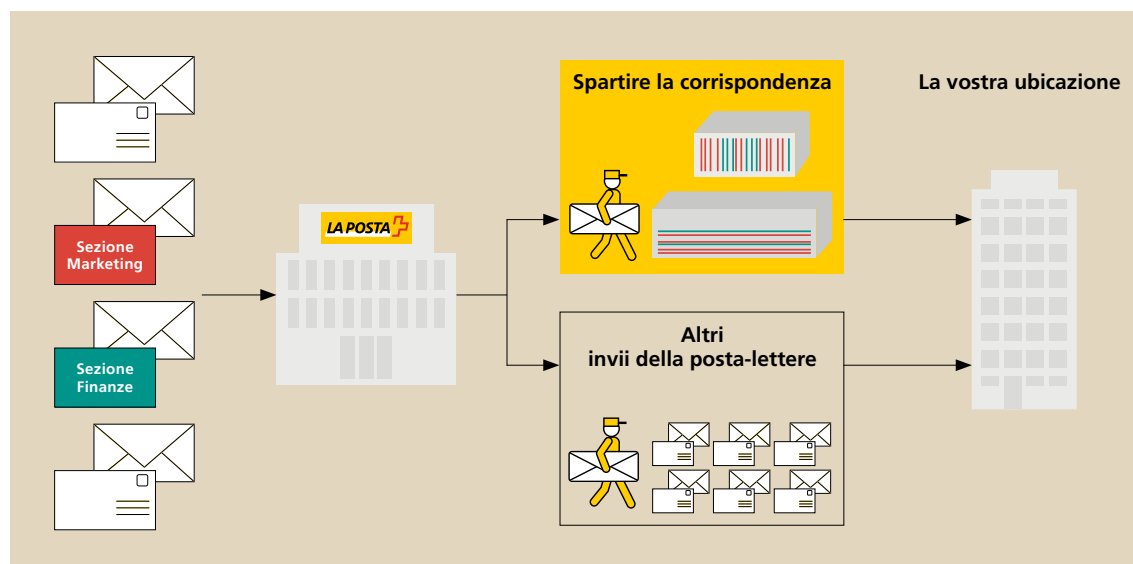 Sezione
Marketing
Sezione
Finanze
LA POSTA
Spartire la corrispondenza
Altri
invii della posta-lettere
La vostra ubicazione